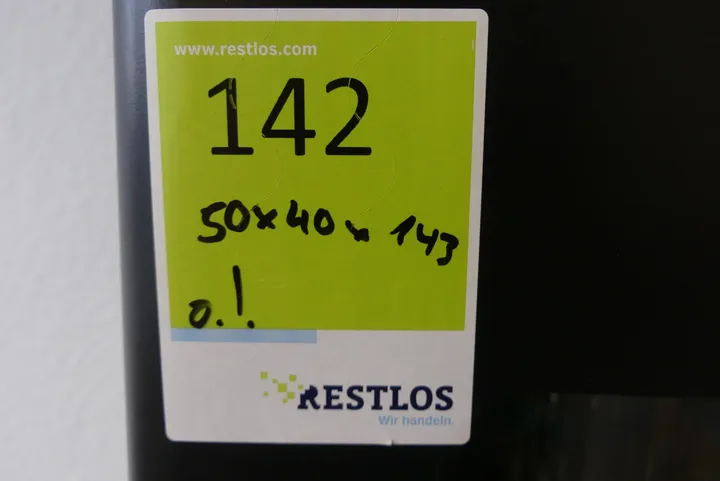 www.restlos.com
142
50x40x143
o.!.
RESTLOS
Wir handeln.